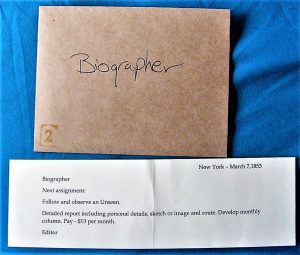 Biographer
2
New York – March 7,1853
Biographer
Next assignment
Follow and observe an Unseen.
Detailed report including personal details, sketch or image and route. Develop monthly
column. Pay - $13 per month.
Editor